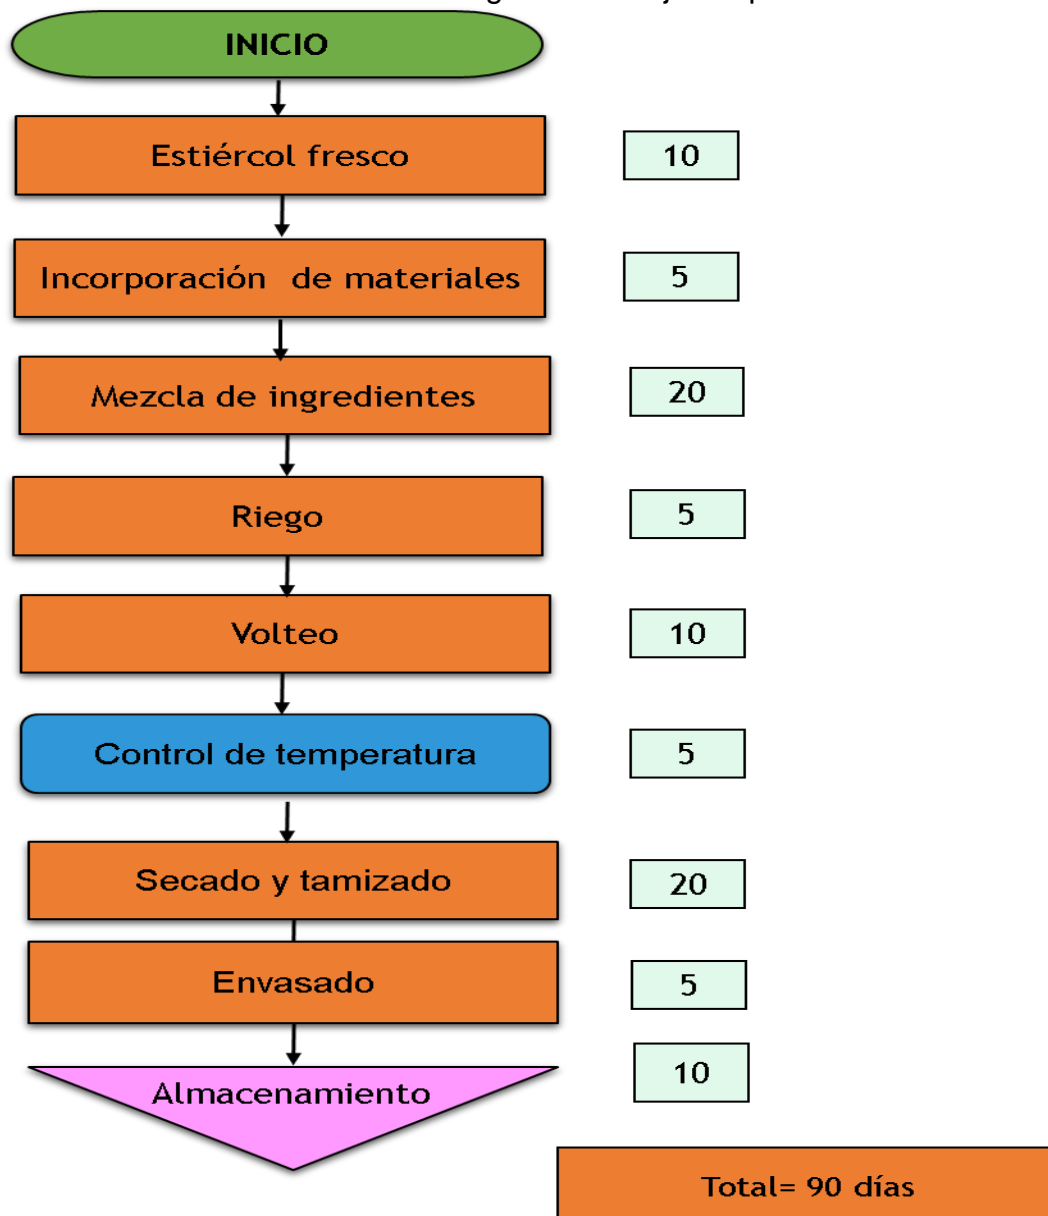 INICIO
Estiércol fresco
10
Incorporación de materiales
5
Mezcla de ingredientes
20
Riego
5
Volteo
10
Control de temperatura
5
Secado y tamizado
20
Envasado
5
Almacenamiento
10
Total= 90 días